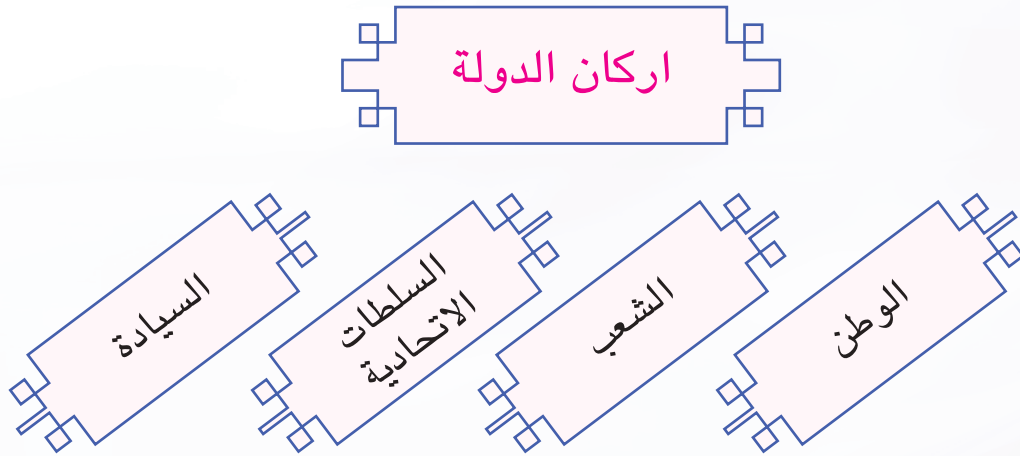 اركان الدولة
الوطن
الشعب
السلطات
الاتحادية
السيادة